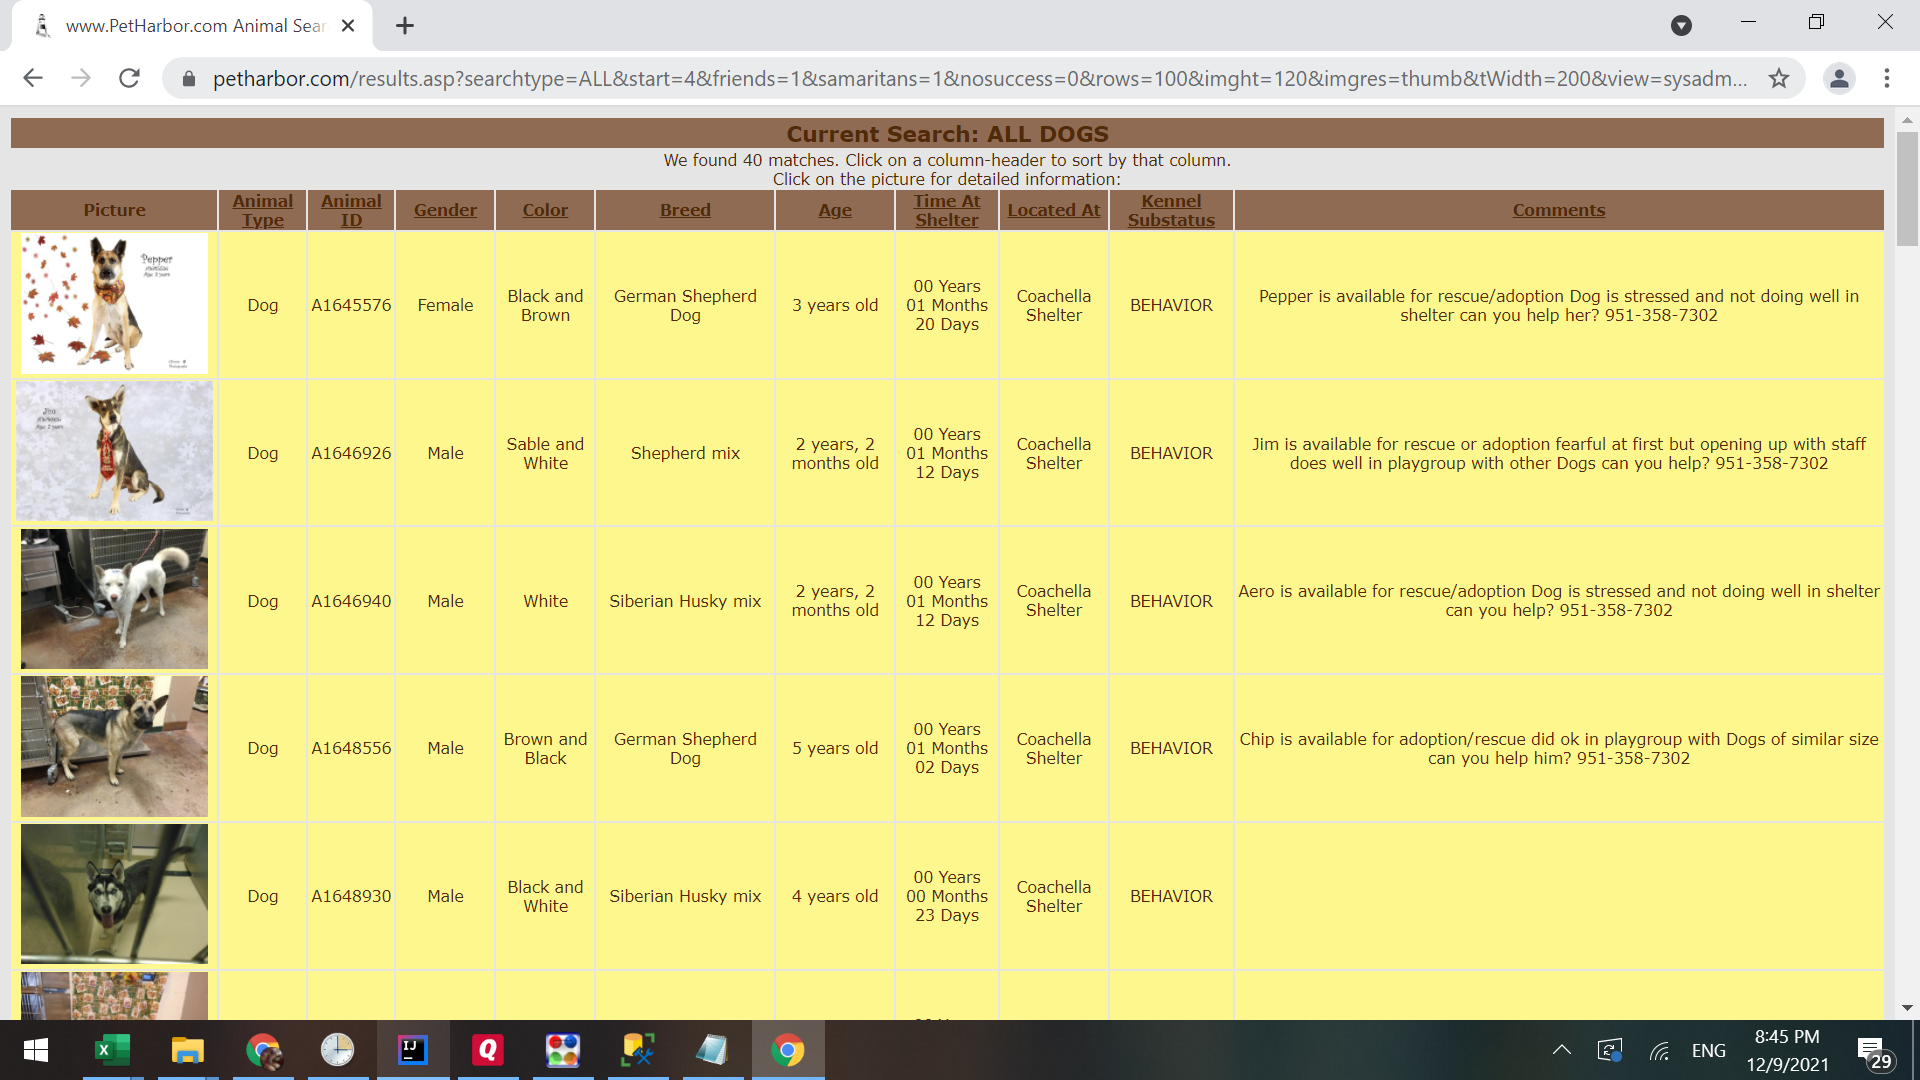 www.PetHarbor.com Animal Sear
petharbor.com/results.asp?searchtype=ALL&start=4&friends=1&samaritans=1&nosuccess=0&rows=100&imght=120&imgres=thumb&tWidth=200&view=sysadm...
Current Search: ALL DOGS
We found 40 matches. Click on a column-header to sort by that column.
Click on the picture for detailed information:
Picture
Animal
Type
Animal
ID
Gender
Color
Breed
Age
Time At
Shelter
Located At
Kennel
Substatus
Comments
Pepper
Dog
A1645576
Female
Black and
Brown
German Shepherd
Dog
3 years old
00 Years
01 Months
20 Days
Coachella
Shelter
BEHAVIOR
Pepper is available for rescue/adoption Dog is stressed and not doing well in
shelter can you help her? 951-358-7302
Jim
Dog
A1646926
Male
Sable and
White
Shepherd mix
2 years, 2
months old
00 Years
01 Months
12 Days
Coachella
Shelter
BEHAVIOR
Jim is available for rescue or adoption fearful at first but opening up with staff
does well in playgroup with other Dogs can you help? 951-358-7302
Dog
A1646940
Male
White
Siberian Husky mix
2 years, 2
months old
00 Years
01 Months
12 Days
Coachella
Shelter
BEHAVIOR
Aero is available for rescue/adoption Dog is stressed and not doing well in shelter
can you help? 951-358-7302
Dog
A1648556
Male
Brown and
Black
German Shepherd
Dog
5 years old
00 Years
01 Months
02 Days
Coachella
Shelter
BEHAVIOR
Chip is available for adoption/rescue did ok in playgroup with Dogs of similar size
can you help him? 951-358-7302
Dog
A1648930
Male
Black and
White
Siberian Husky mix
4 years old
00 Years
00 Months
23 Days
Coachella
Shelter
BEHAVIOR
ENG
8:45 PM
12/9/2021
29